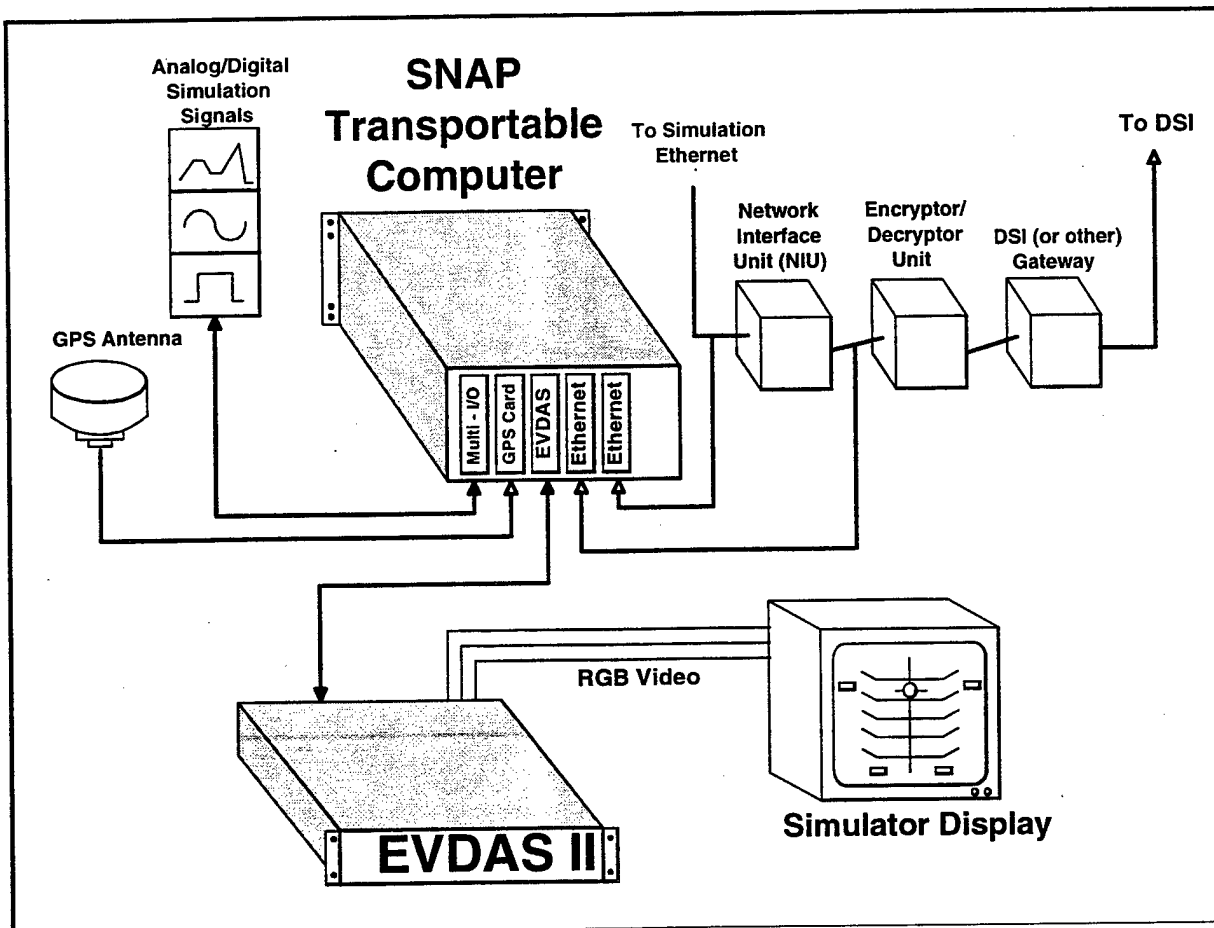 Analog/Digital
Simulation
Signals
SNAP
Transportable
Computer
To Simulation
Ethernet
To DSI
Network
Interface
Unit (NIU)
Encryptor/
Decryptor
Unit
DSI (or other)
Gateway
GPS Antenna
Multi - I/O
GPS Card
EVDAS
Ethernet
Ethernet
RGB Video
EVDAS II
Simulator Display